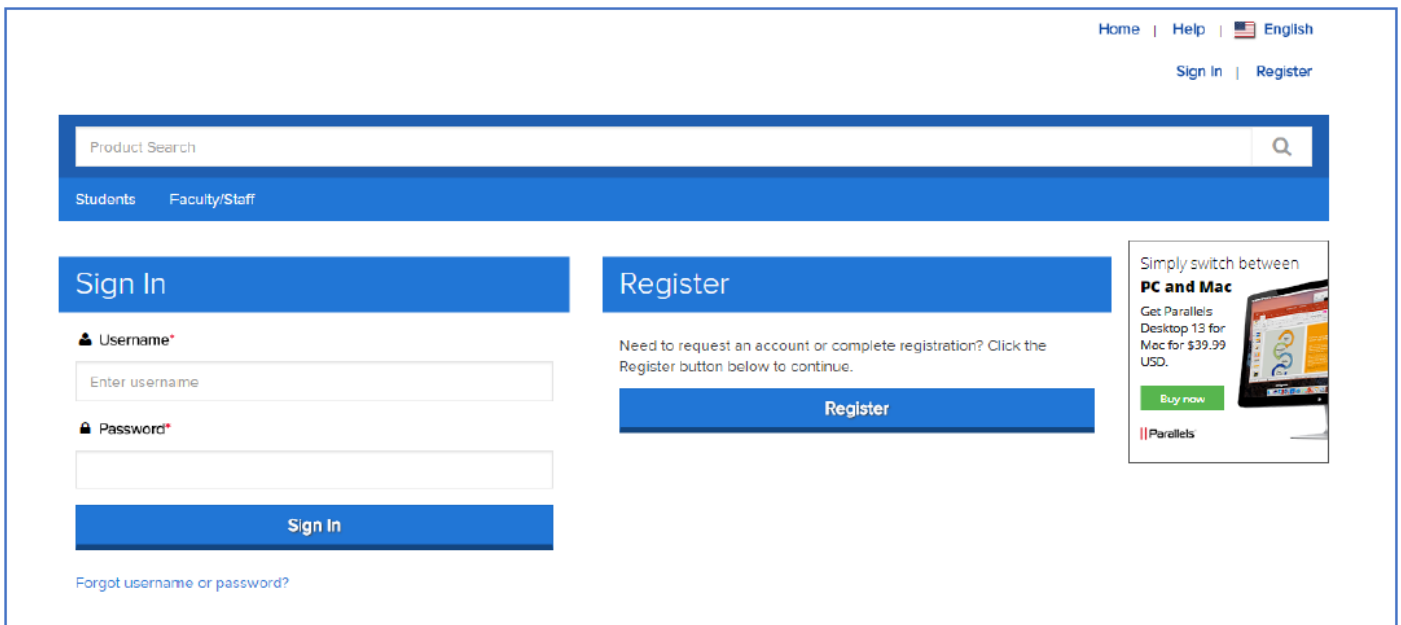 Home | Help | English
Sign In | Register
Product Search
Students Faculty/Staff
Sign In
Username*
Enter username
Password*
Sign In
Forgot username or password?
Register
Need to request an account or complete registration? Click the
Register button below to continue.
Register
Simply switch between
PC and Mac
Get Parallels
Desktop 13 for
Mac for $39.99
USD.
Buy now
||Parallels